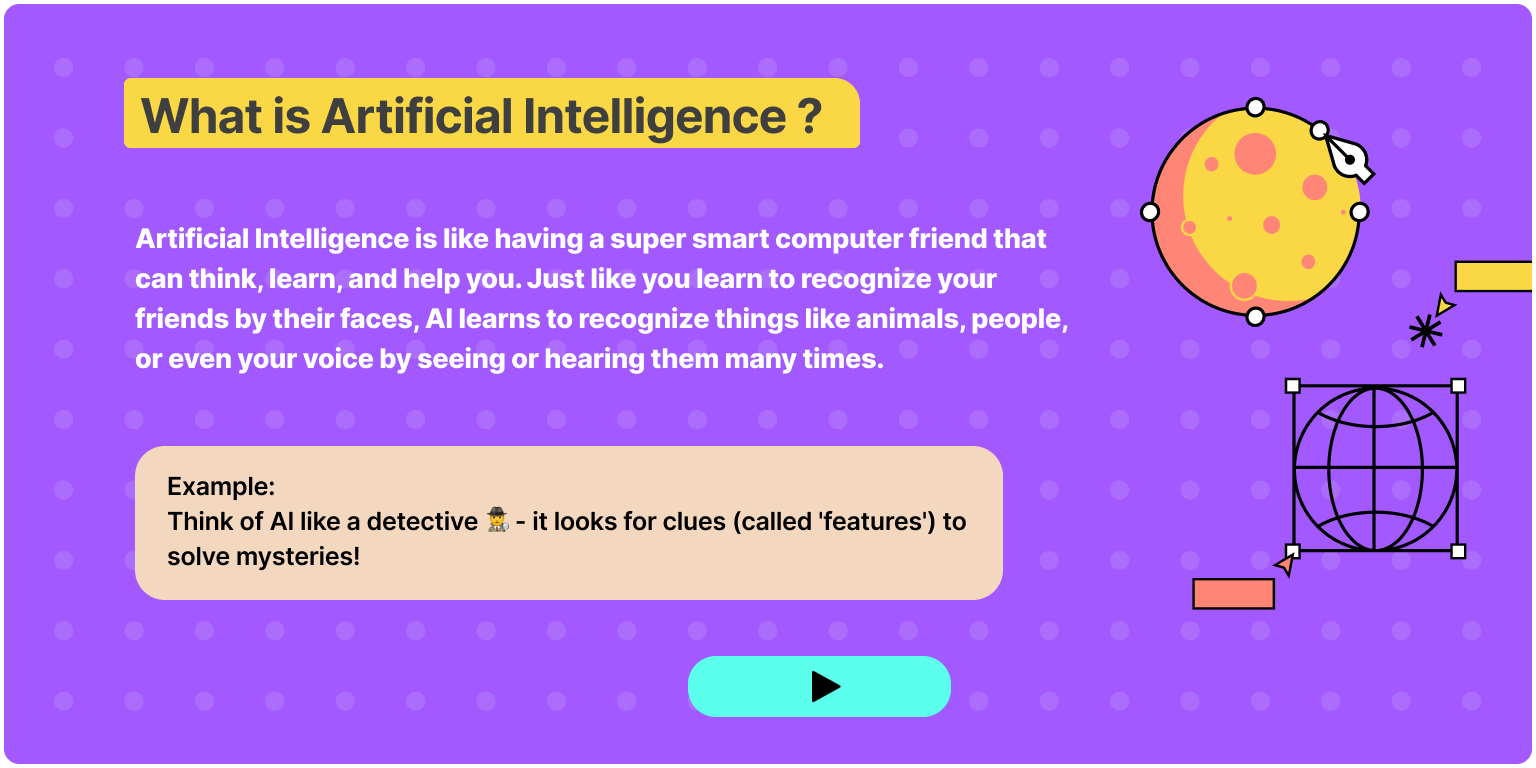 What is Artificial Intelligence ?
Artificial Intelligence is like having a super smart computer friend that
can think, learn, and help you. Just like you learn to recognize your
friends by their faces, AI learns to recognize things like animals, people,
or even your voice by seeing or hearing them many times.
Example:
Think of AI like a detective 🕵️ - it looks for clues (called 'features') to
solve mysteries!